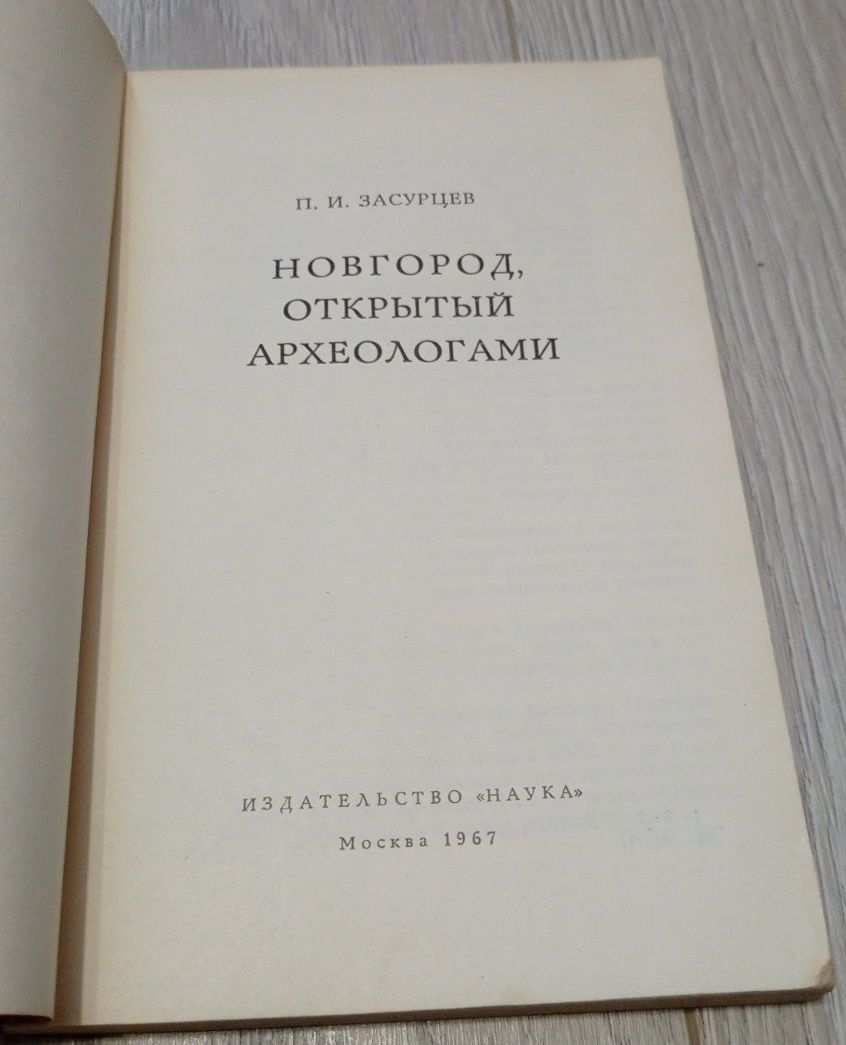 П. И. ЗАСУРЦЕВ
НОВГОРОД,
ОТКРЫТЫЙ
АРХЕОЛОГАМИ
ИЗДАТЕЛЬСТВО «НАУКА»
Москва 1967